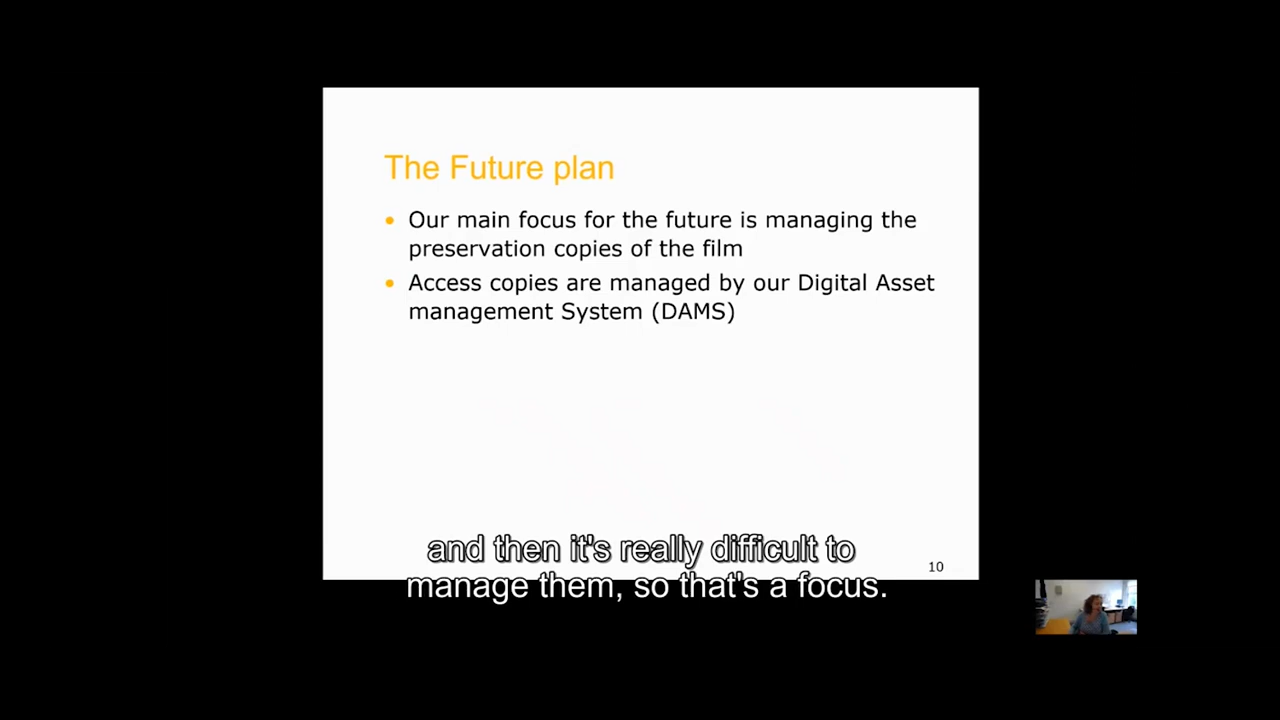 The Future plan
• Our main focus for the future is managing the
preservation copies of the film
• Access copies are managed by our Digital Asset
management System (DAMS)
and then it's really difficult to
manage them, so that's a focus.
10